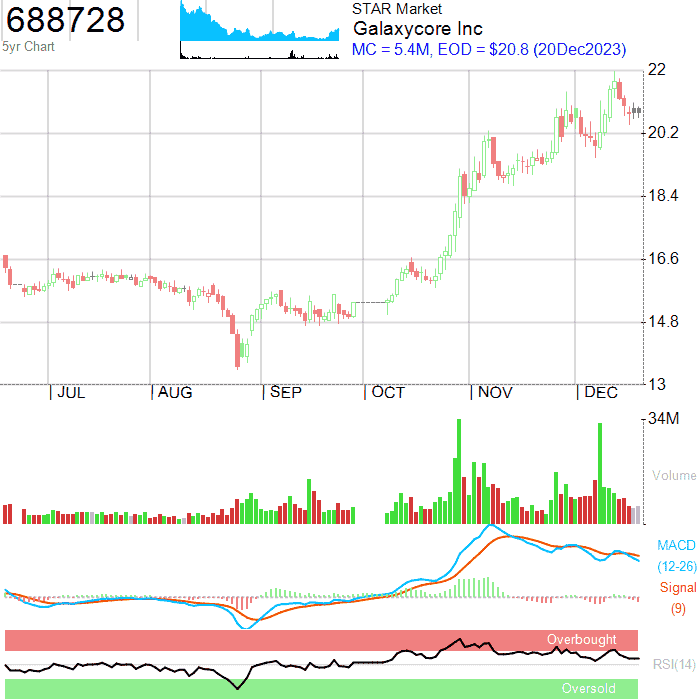 688728
5yr Chart
STAR Market
Galaxycore Inc
MC = 5.4M, EOD = $20.8 (20Dec2023)
22
20.2
18.4
16.6
14.8
13
JUL AUG SEP OCT NOV DEC
34M
Volume
MACD
(12-26)
Signal
(9)
Overbought
RSI(14)
Oversold